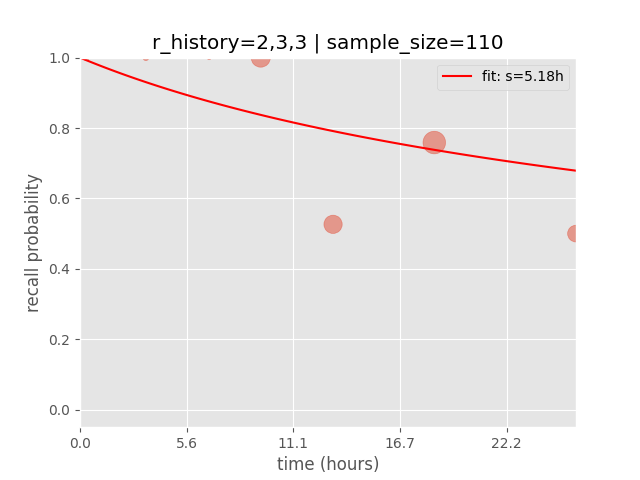 r_history=2,3,3 | sample_size=110
fit: s=5.18h
recall probability
1.0
0.8
0.6
0.4
0.2
0.0
0.0 5.6 11.1 16.7 22.2
time (hours)